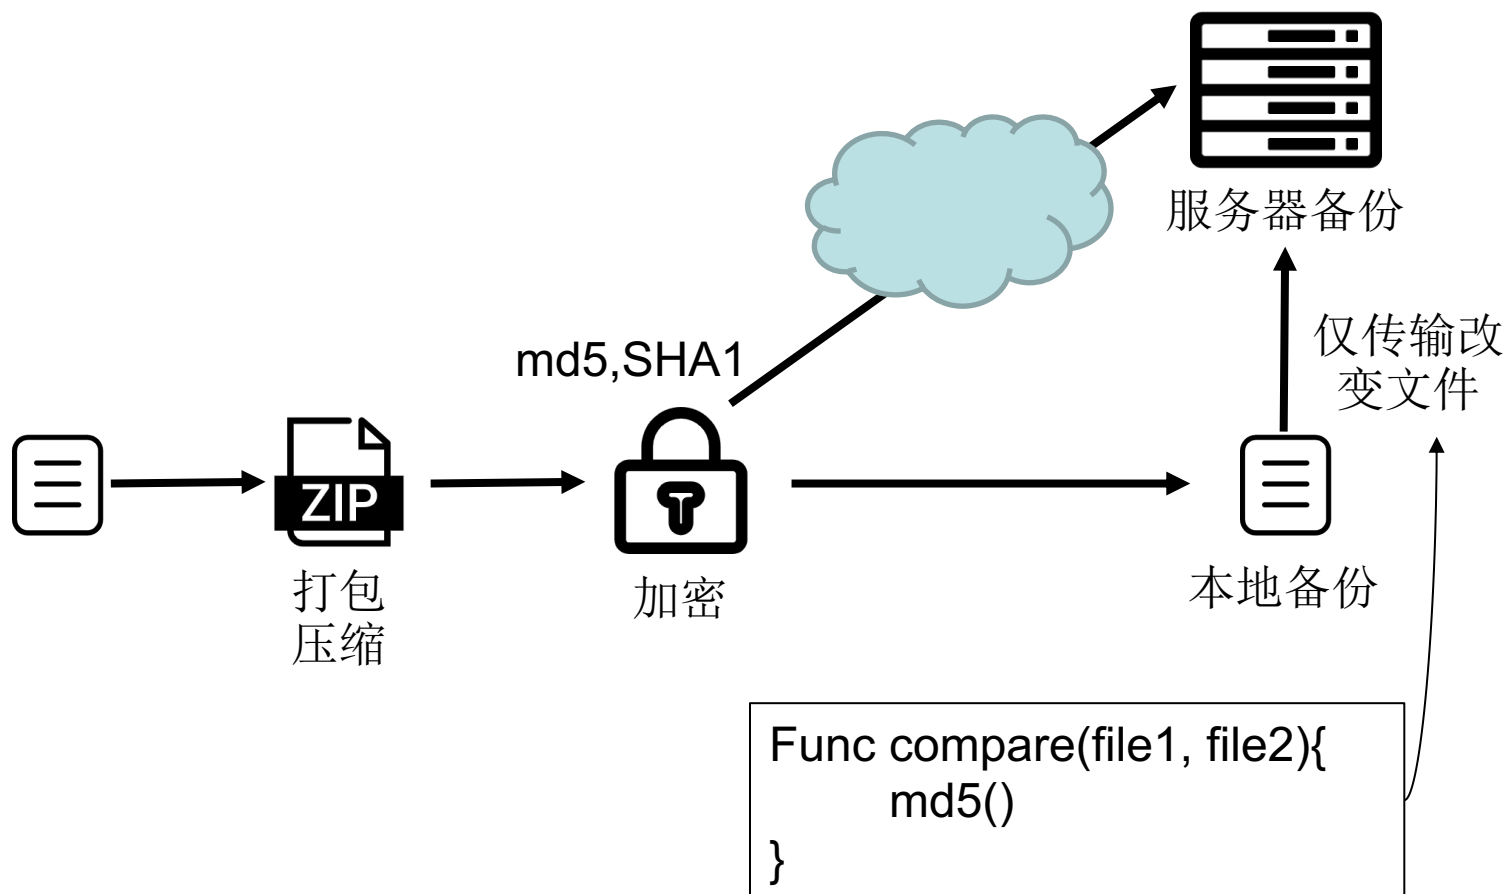 服务器备份
仅传输改
变文件
md5,SHA1
ZIP
打包
压缩
加密
本地备份
Func compare(file1, file2){
md5()
}